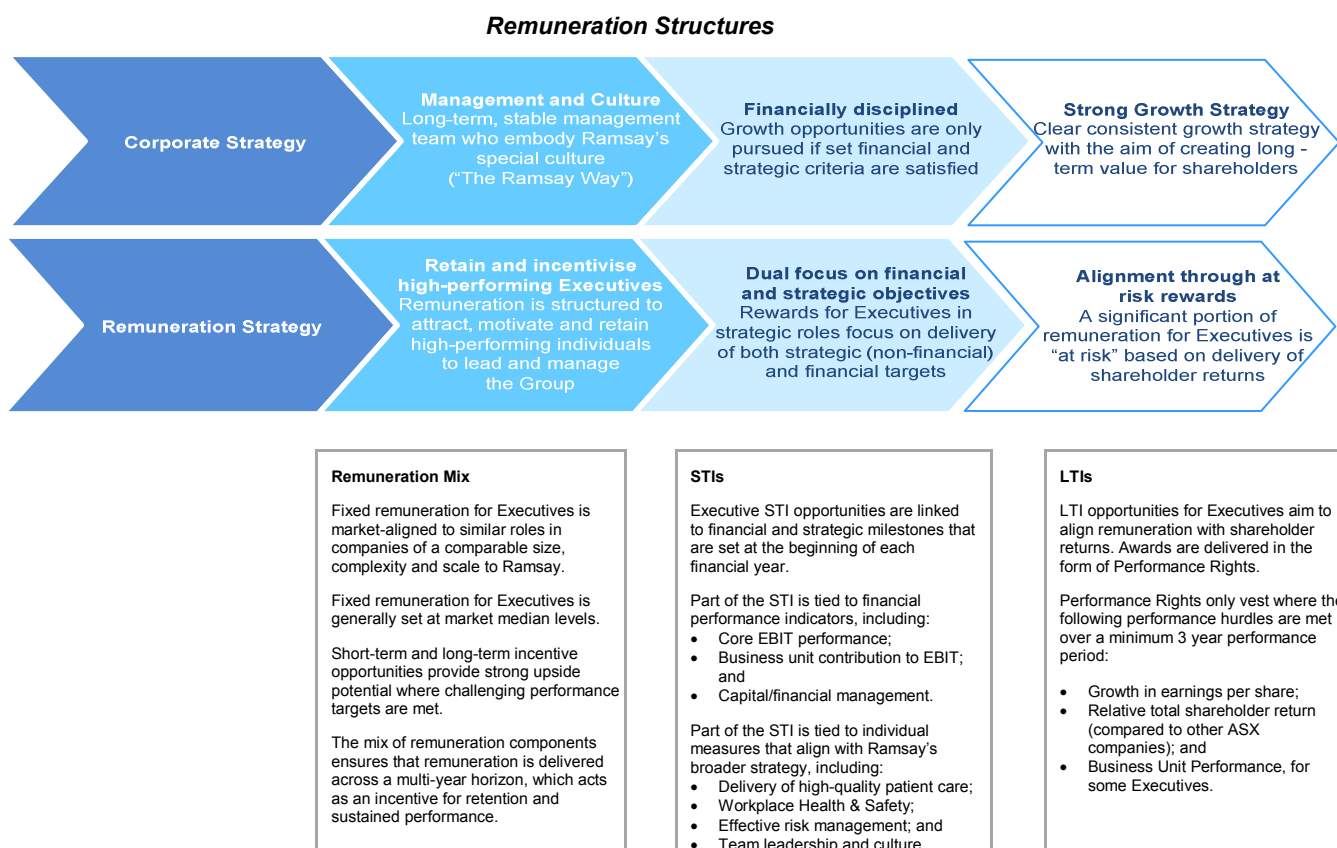 Remuneration Structures
Corporate Strategy
Management and Culture
Long-term, stable management
team who embody Ramsay's
special culture
("The Ramsay Way")
Financially disciplined
Growth opportunities are only
pursued if set financial and
strategic criteria are satisfied
Strong Growth Strategy
Clear consistent growth strategy
with the aim of creating long -
term value for shareholders
Remuneration Strategy
Retain and incentivise
high-performing Executives
Remuneration is structured to
attract, motivate and retain
high-performing individuals
to lead and manage
the Group
Dual focus on financial
and strategic objectives
Rewards for Executives in
strategic roles focus on delivery
of both strategic (non-financial)
and financial targets
Alignment through at
risk rewards
A significant portion of
remuneration for Executives is
"at risk" based on delivery of
shareholder returns
Remuneration Mix
Fixed remuneration for Executives is
market-aligned to similar roles in
companies of a comparable size,
complexity and scale to Ramsay.
Fixed remuneration for Executives is
generally set at market median levels.
Short-term and long-term incentive
opportunities provide strong upside
potential where challenging performance
targets are met.
The mix of remuneration components
ensures that remuneration is delivered
across a multi-year horizon, which acts
as an incentive for retention and
sustained performance.
STIs
Executive STI opportunities are linked
to financial and strategic milestones that
are set at the beginning of each
financial year.
Part of the STI is tied to financial
performance indicators, including:
• Core EBIT performance;
• Business unit contribution to EBIT;
and
• Capital/financial management.
Part of the STI is tied to individual
measures that align with Ramsay's
broader strategy, including:
• Delivery of high-quality patient care;
• Workplace Health & Safety;
• Effective risk management; and
• Team leadership and culture
LTIs
LTI opportunities for Executives aim to
align remuneration with shareholder
returns. Awards are delivered in the
form of Performance Rights.
Performance Rights only vest where the
following performance hurdles are met
over a minimum 3 year performance
period:
• Growth in earnings per share;
• Relative total shareholder return
(compared to other ASX
companies); and
• Business Unit Performance, for
some Executives.